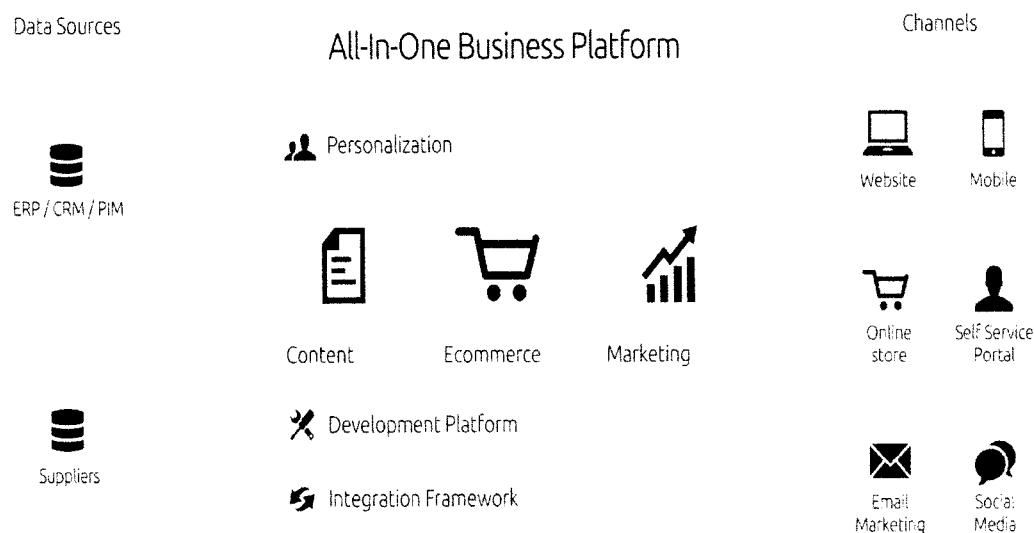 Data Sources
All-In-One Business Platform
Channels
Personalization
ERP / CRM / PIM
Website
Mobile
Content
Ecommerce
Marketing
Online
store
Self Service
Portal
Development Platform
Suppliers
Integration Framework
Email
Marketing
Social
Media